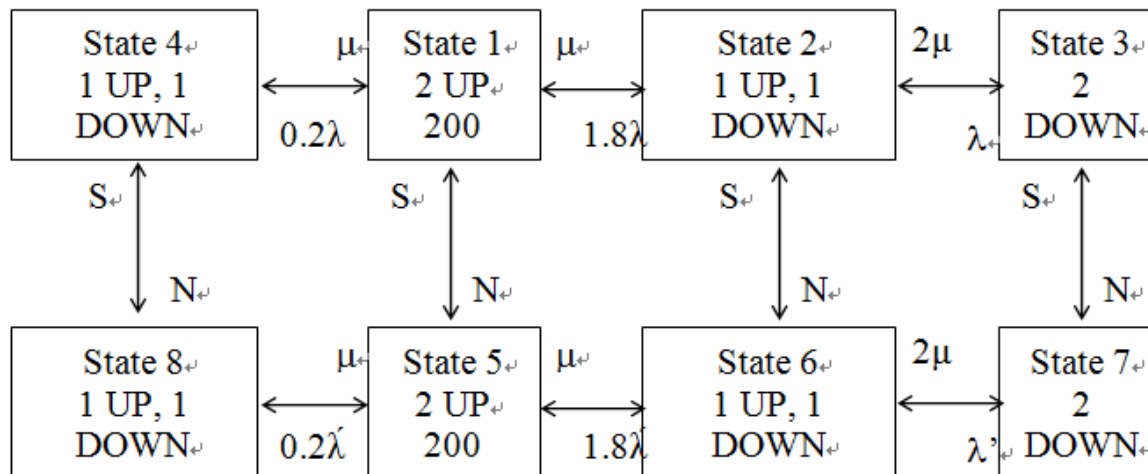 State 4↵
1 UP, 1
DOWN↵
μ↵
0.2λ
State 1↵
2 UP↵
200
μ↵
1.8λ
State 2↵
1 UP, 1
DOWN↵
2μ
λ↵
State 3↵
2
DOWN↵
S↵
N↵
S↵
N↵
S↵
N↵
S↵
N↵
State 8↵
1 UP, 1
DOWN↵
μ↵
0.2λ́
State 5↵
2 UP↵
200
μ↵
1.8λ́
State 6↵
1 UP, 1
DOWN↵
2μ
λ’↵
State 7↵
2
DOWN↵